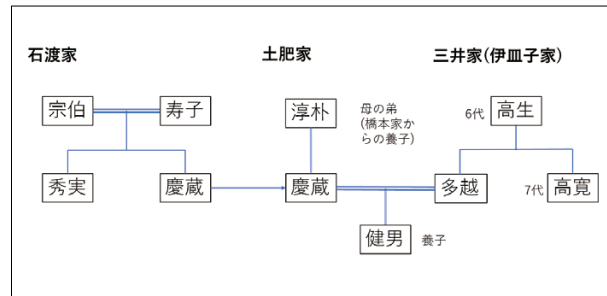 石渡家
土肥家
三井家(伊皿子家)
宗伯
寿子
淳朴
母の弟
(橋本家か
らの養子)
6代
高生
秀実
慶蔵
慶蔵
多越
7代
高寛
健男
養子